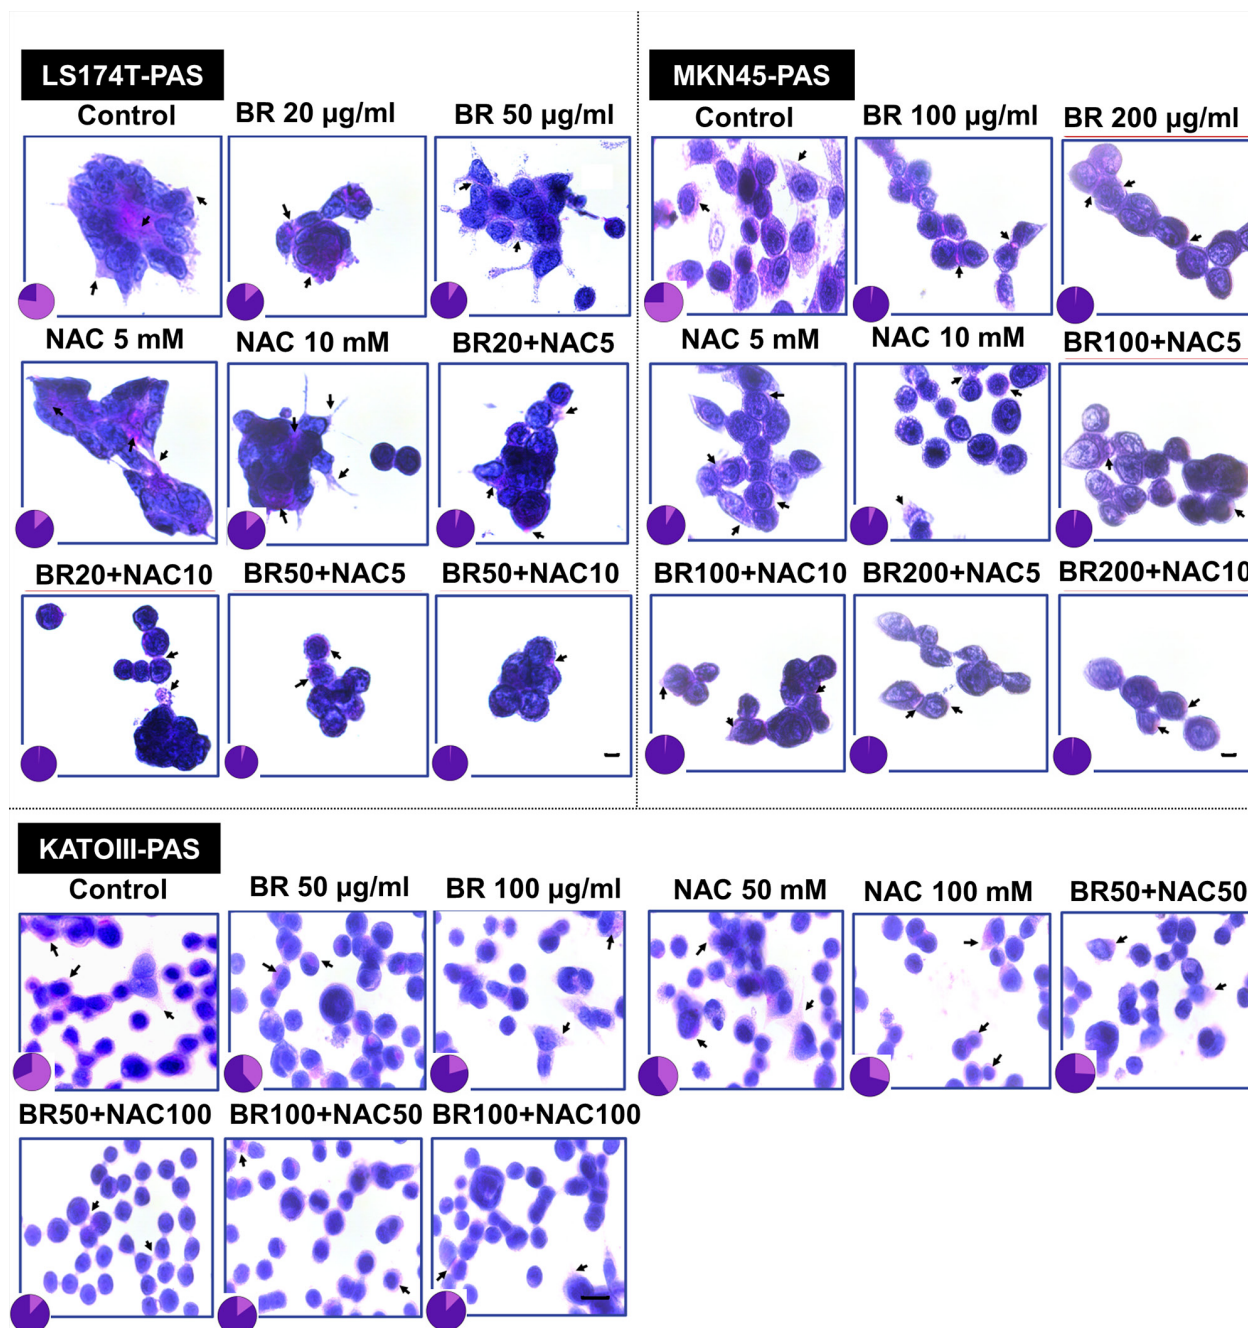 LS174T-PAS
Control
BR 20 µg/ml
BR 50 µg/ml
NAC 5 mM
NAC 10 mM
BR20+NAC5
BR20+NAC10
BR50+NAC5
BR50+NAC10
MKN45-PAS
Control
BR 100 µg/ml
BR 200 µg/ml
NAC 5 mM
NAC 10 mM
BR100+NAC5
BR100+NAC10
BR200+NAC5
BR200+NAC10
KATOIII-PAS
Control
BR 50 µg/ml
BR 100 µg/ml
NAC 50 mM
NAC 100 mM
BR50+NAC50
BR50+NAC100
BR100+NAC50
BR100+NAC100